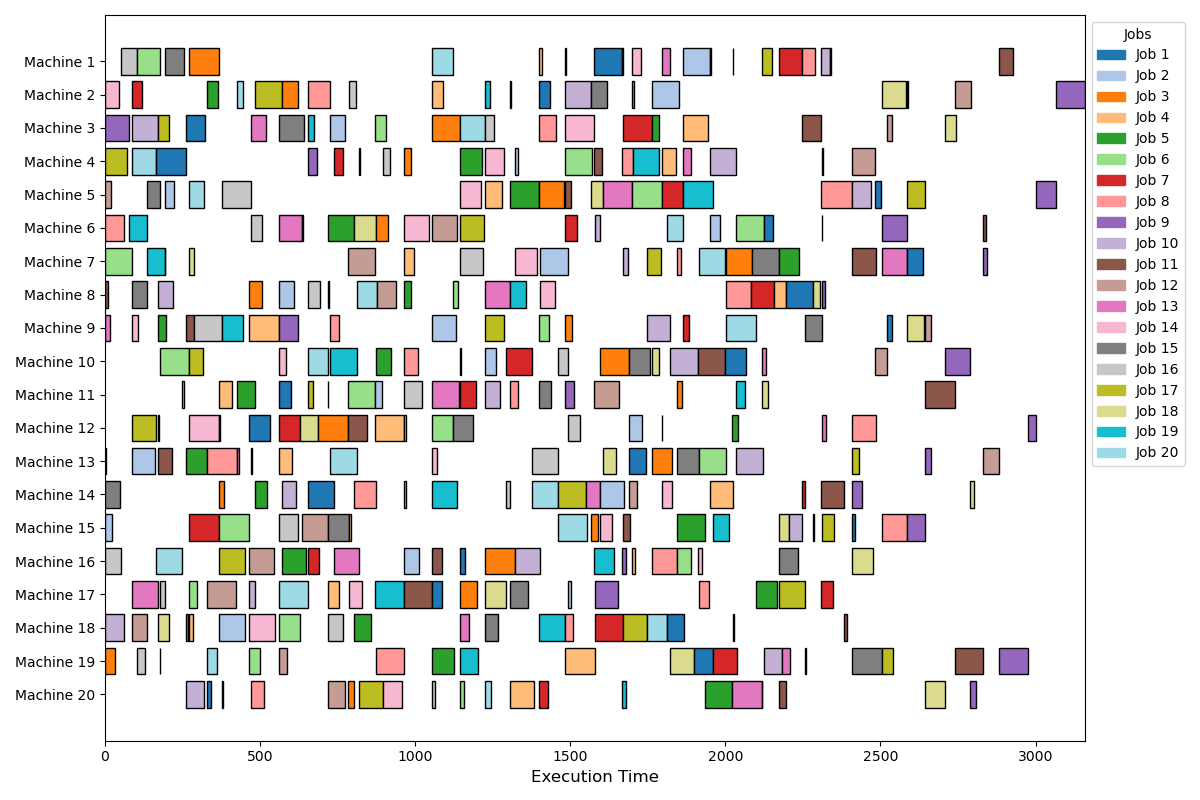 Machine 1
Machine 2
Machine 3
Machine 4
Machine 5
Machine 6
Machine 7
Machine 8
Machine 9
Machine 10
Machine 11
Machine 12
Machine 13
Machine 14
Machine 15
Machine 16
Machine 17
Machine 18
Machine 19
Machine 20
0 500 1000 1500 2000 2500 3000
Execution Time
Jobs
Job 1
Job 2
Job 3
Job 4
Job 5
Job 6
Job 7
Job 8
Job 9
Job 10
Job 11
Job 12
Job 13
Job 14
Job 15
Job 16
Job 17
Job 18
Job 19
Job 20